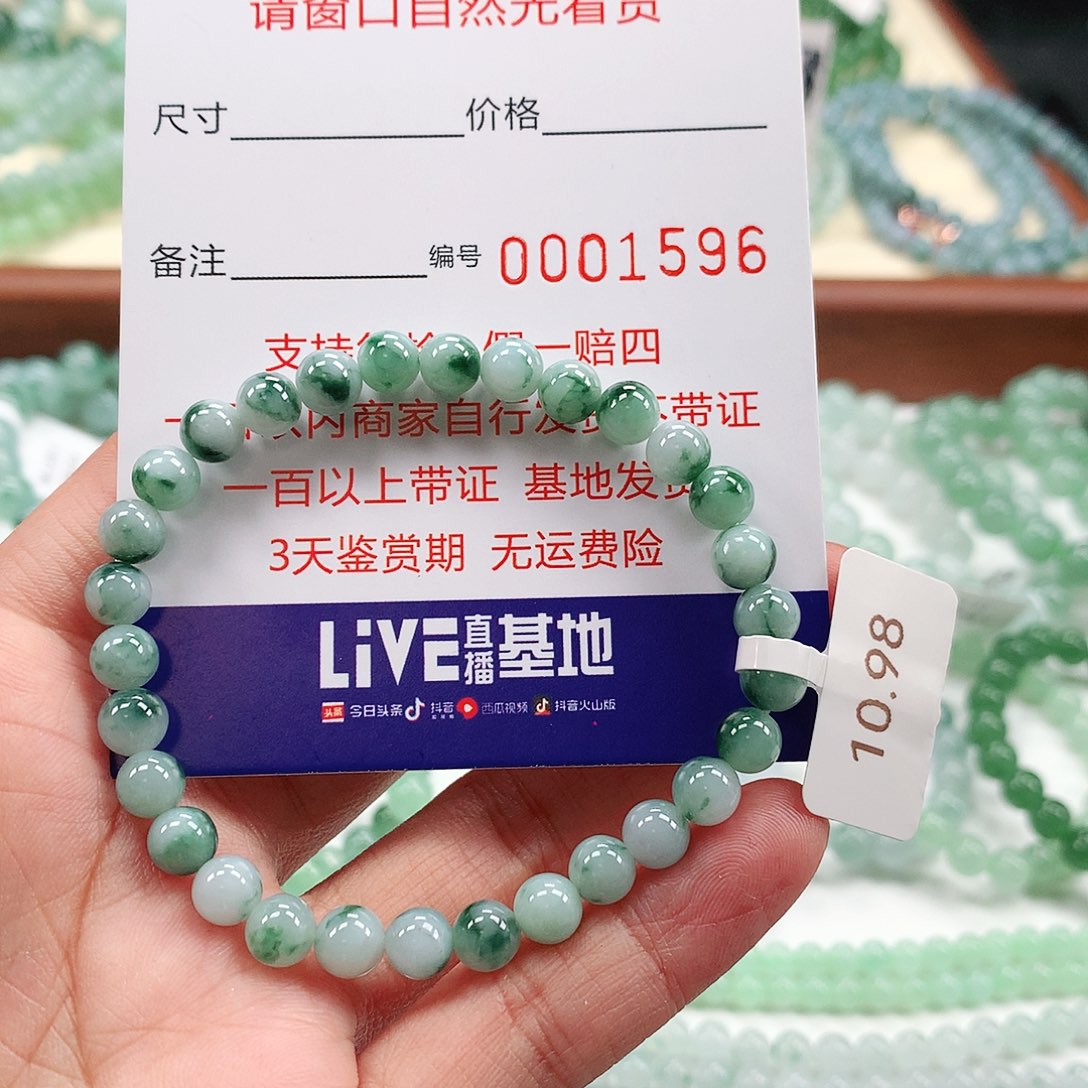 请窗口自然光看货
尺寸 价格
备注 编号 0001596
支持 一赔四
内商家自行发 带证
一百以上带证 基地发货
3天鉴赏期 无运费险
LiVE直播基地
头条 今日头条 抖音 西瓜视频 抖音火山版
10.98